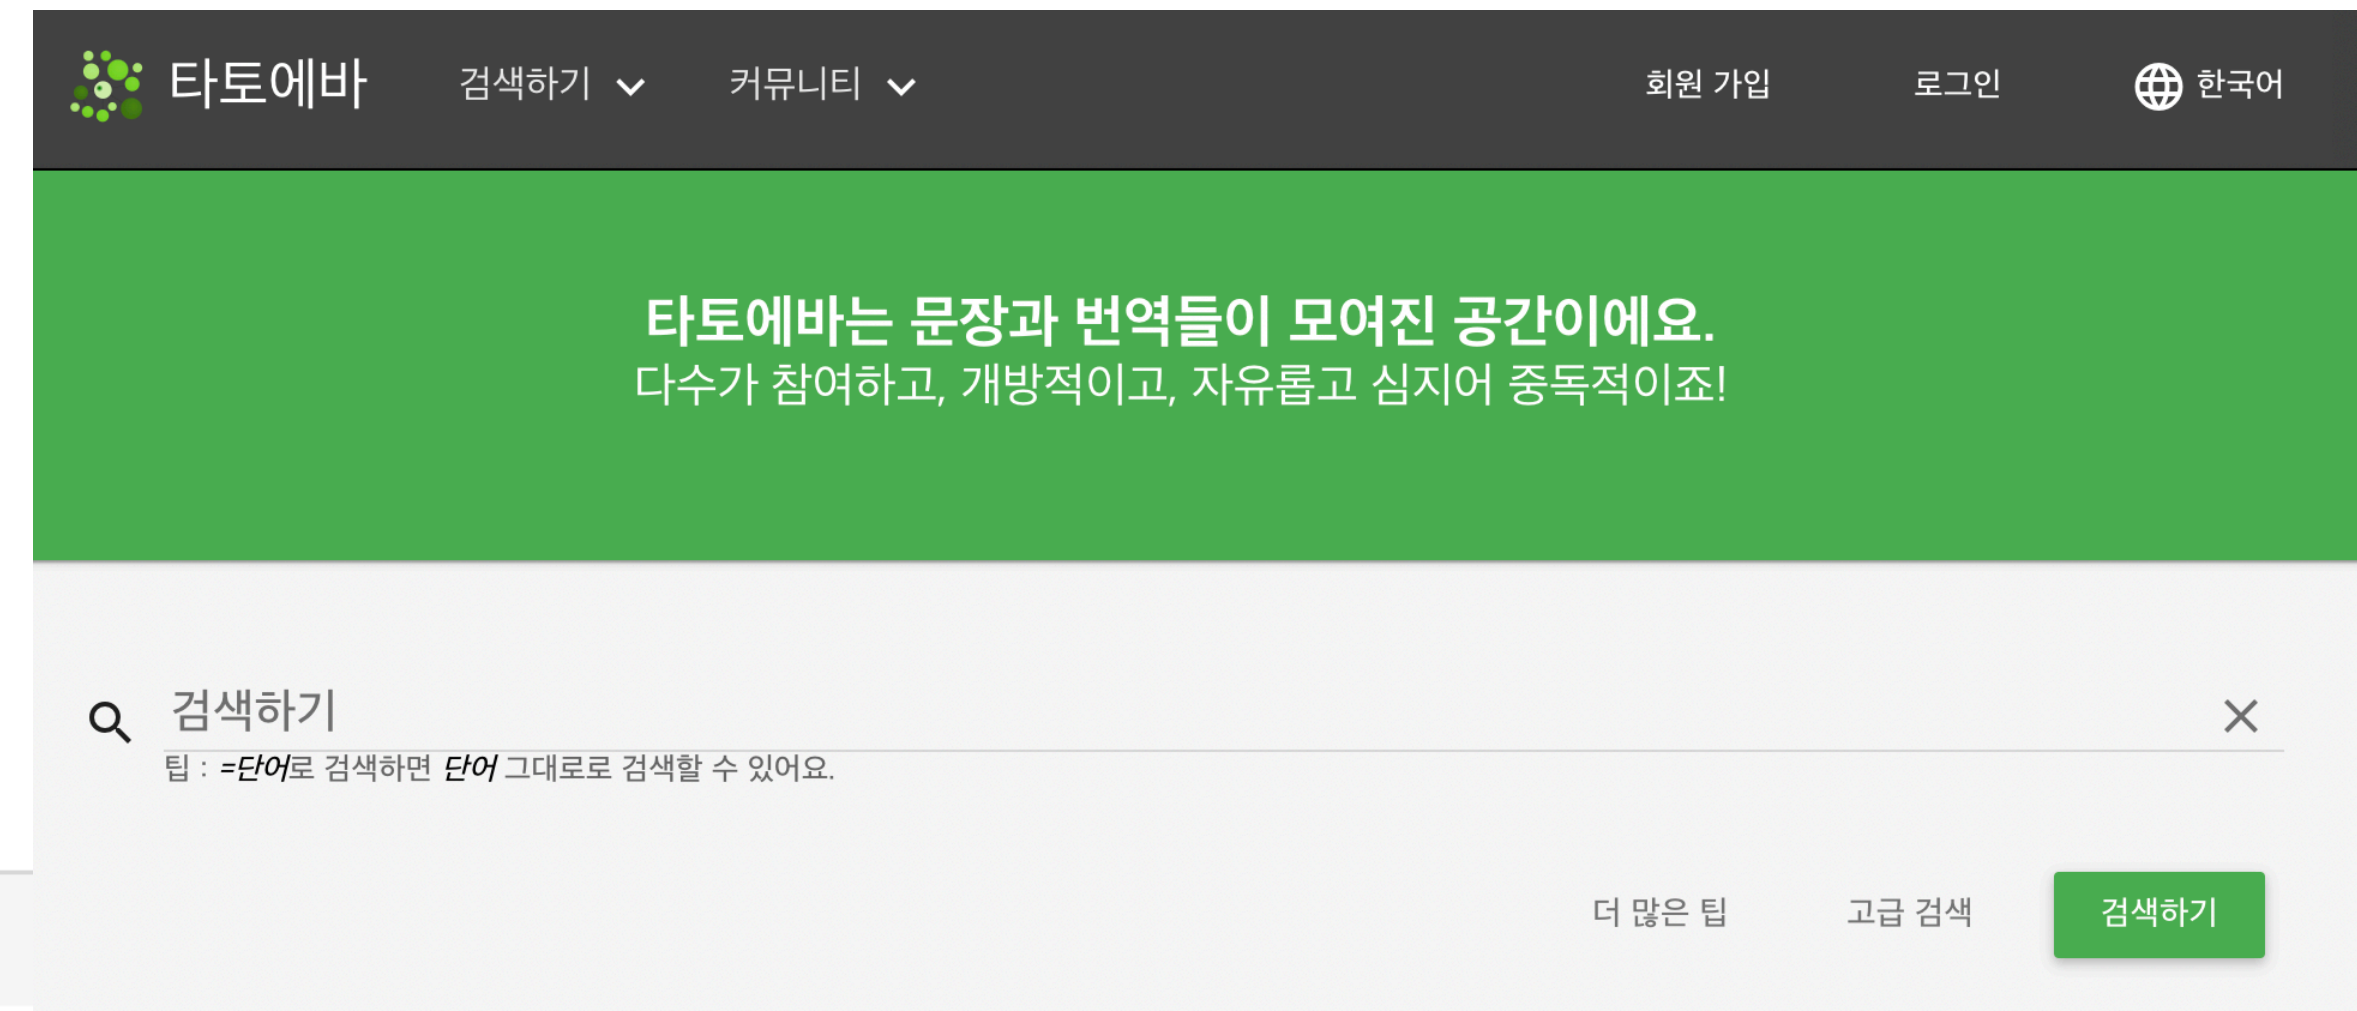 타토에바 검색하기 커뮤니티 회원 가입 로그인 한국어
타토에바는 문장과 번역들이 모여진 공간이에요.
다수가 참여하고, 개방적이고, 자유롭고 심지어 중독적이죠!
검색하기
팁 : =단어로 검색하면 단어 그대로로 검색할 수 있어요.
더 많은 팁 고급 검색 검색하기